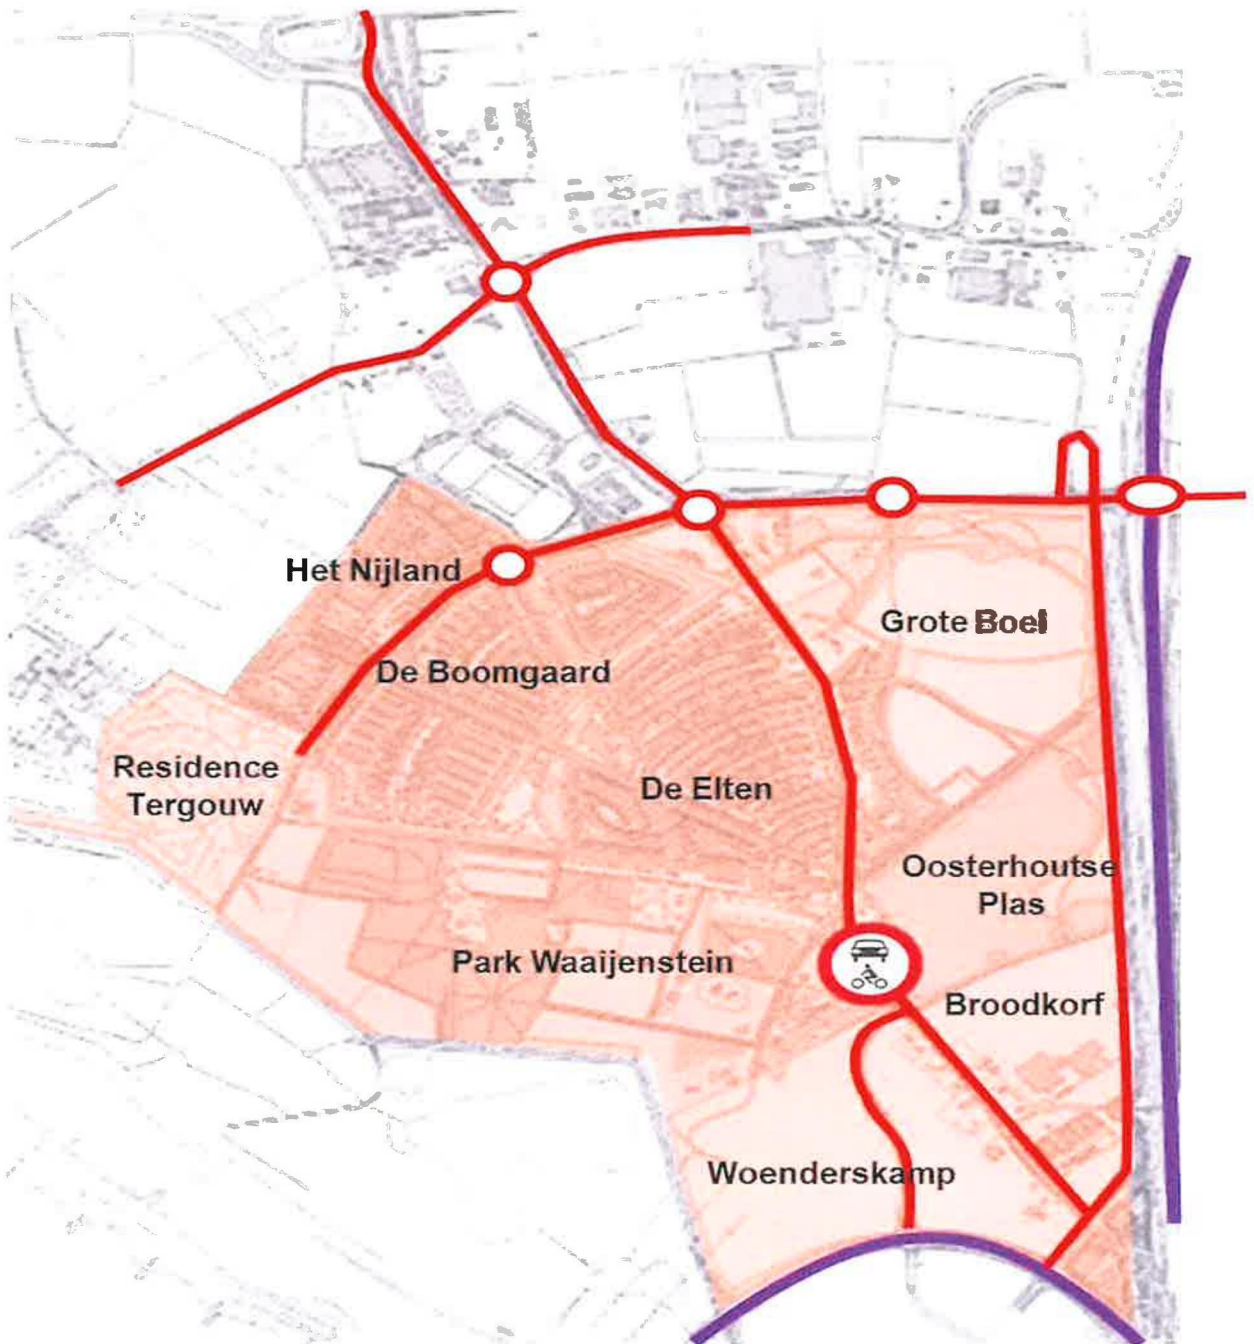 Het Nijland
Grote Boel
De Boomgaard
Residence
Tergouw
De Elten
Oosterhoutse
Plas
Park Waaijenstein
Broodkorf
Woenderskamp